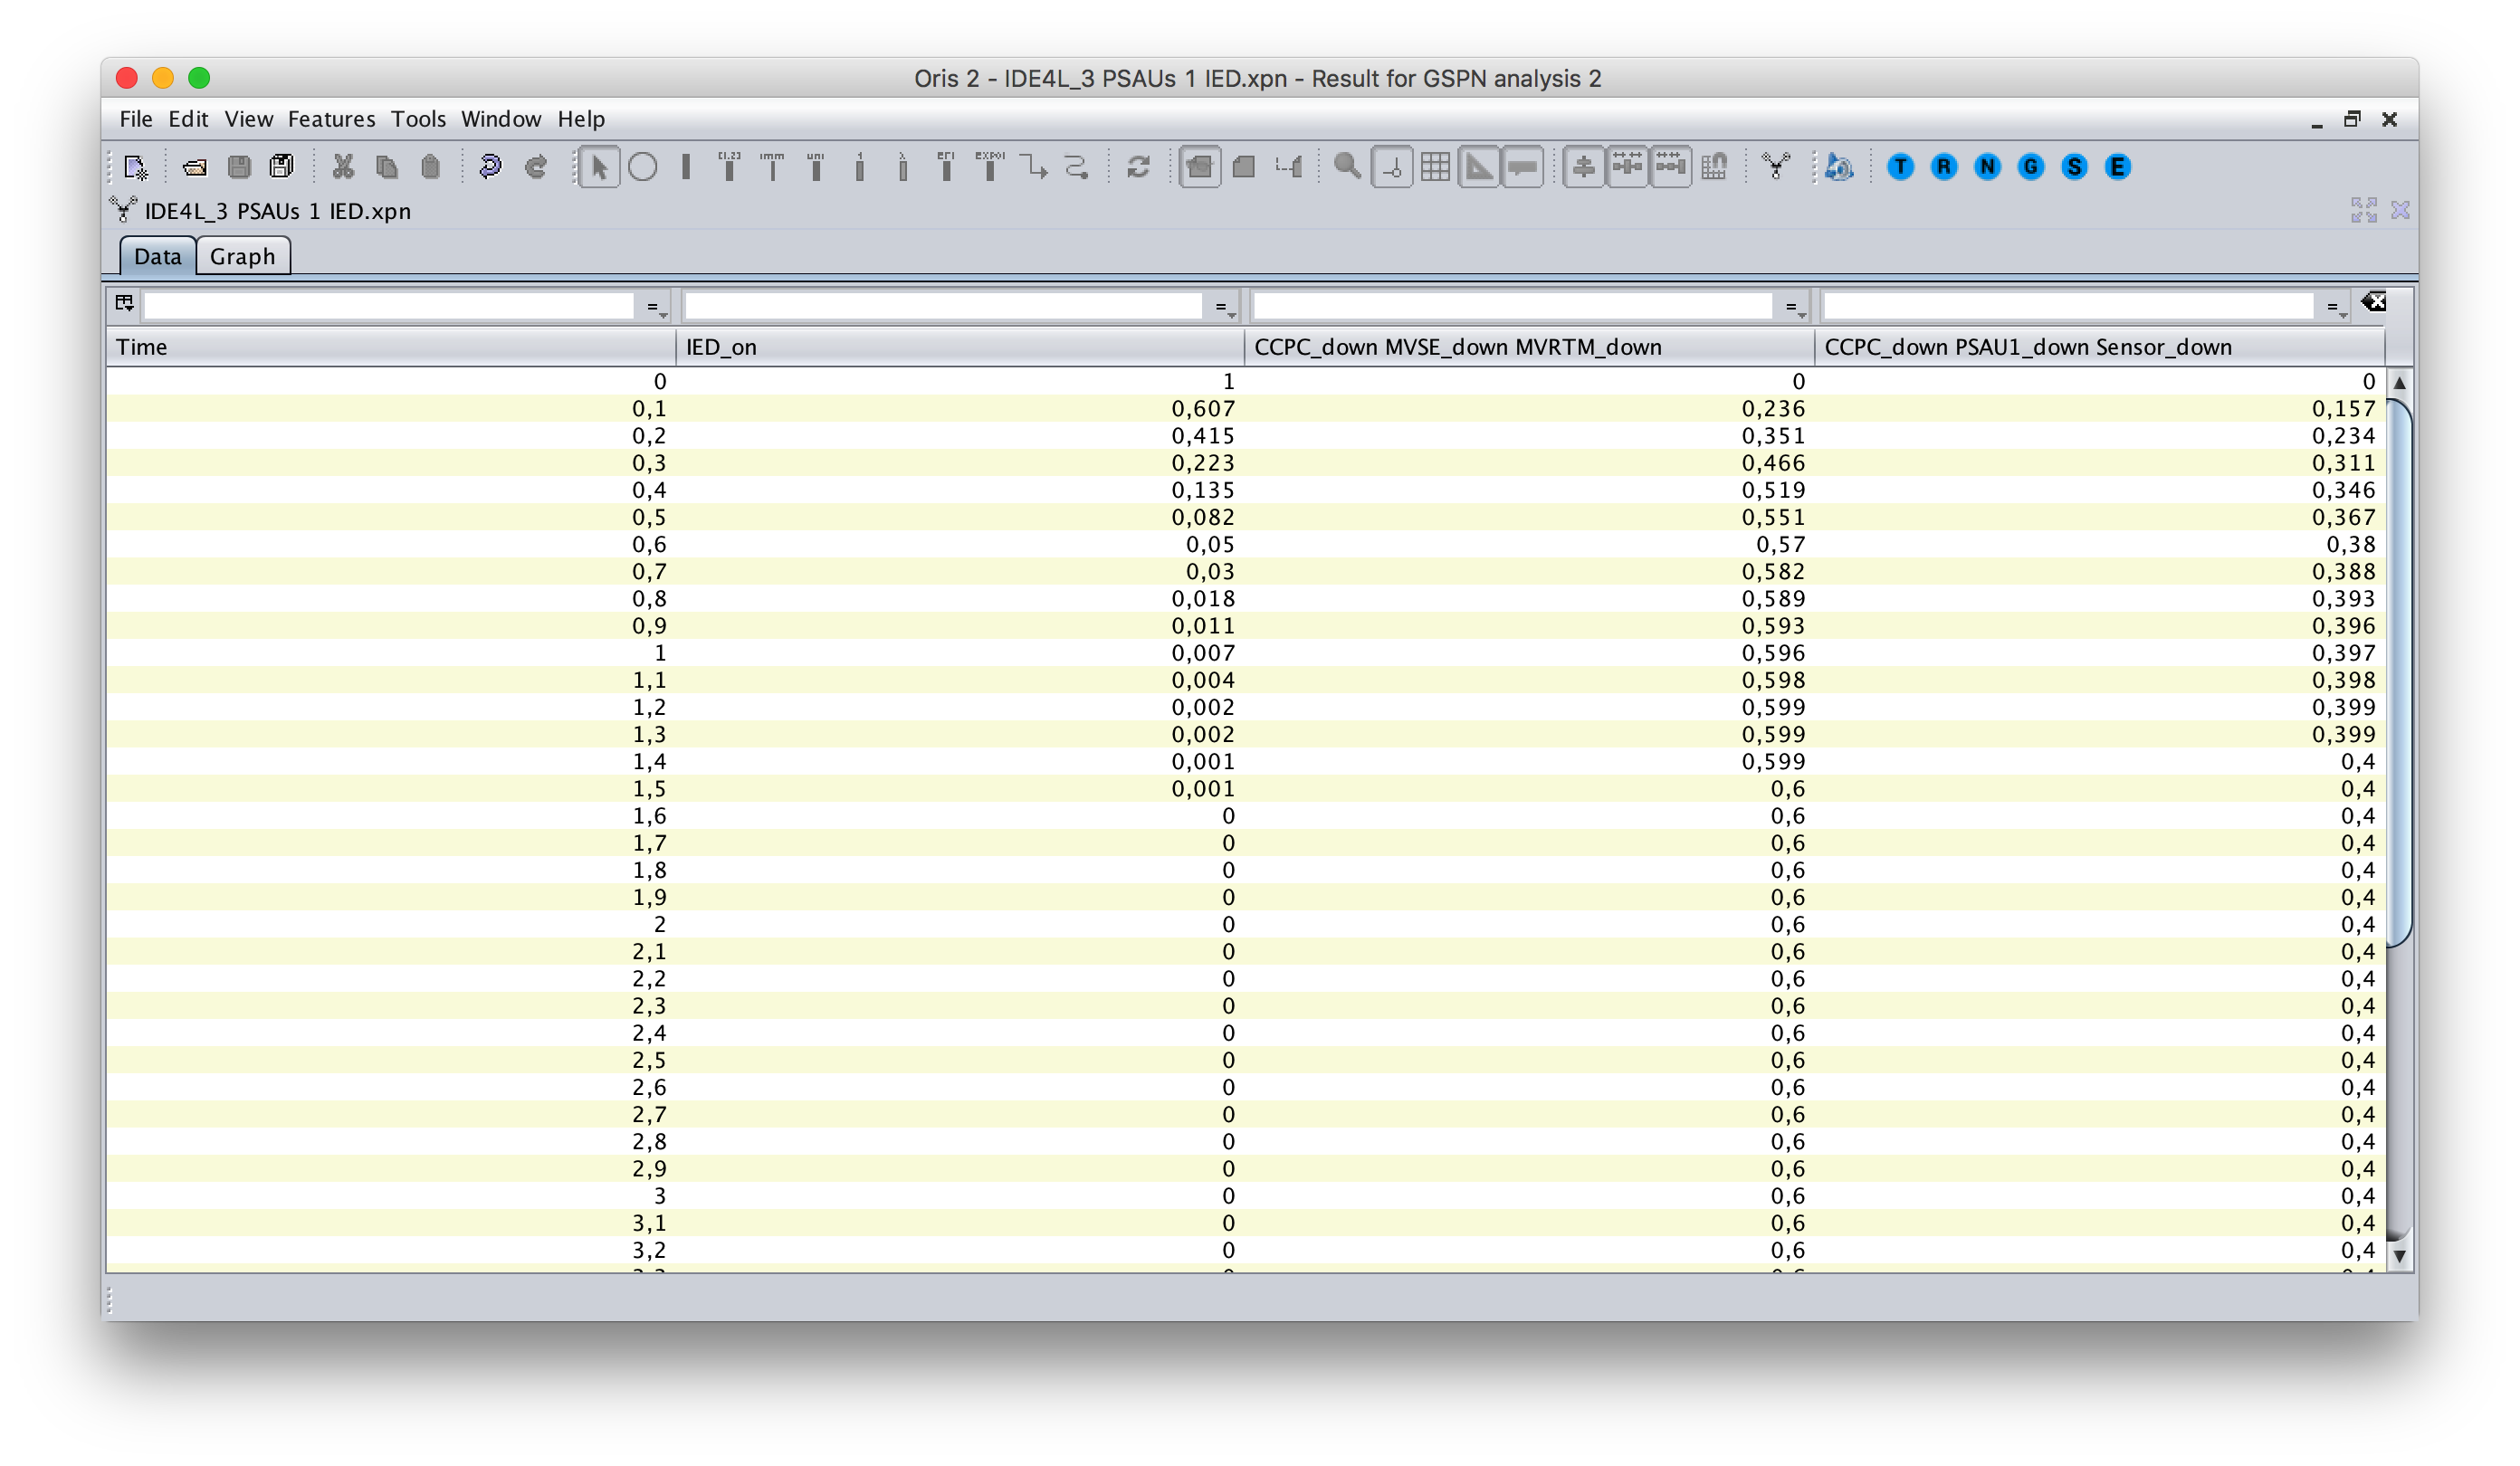 Oris 2 - IDE4L_3 PSAUs 1 IED.xpn - Result for GSPN analysis 2
File Edit View Features Tools Window Help
[1,2] imm uni 1 λ T R N G S E
IDE4L_3 PSAUs 1 IED.xpn
Data Graph
= = = =
Time IED_on CCPC_down MVSE_down MVRTM_down CCPC_down PSAU1_down Sensor_down
0 1 0 0
0,1 0,607 0,236 0,157
0,2 0,415 0,351 0,234
0,3 0,223 0,466 0,311
0,4 0,135 0,519 0,346
0,5 0,082 0,551 0,367
0,6 0,05 0,57 0,38
0,7 0,03 0,582 0,388
0,8 0,018 0,589 0,393
0,9 0,011 0,593 0,396
1 0,007 0,596 0,397
1,1 0,004 0,598 0,398
1,2 0,002 0,599 0,399
1,3 0,002 0,599 0,399
1,4 0,001 0,599 0,4
1,5 0,001 0,6 0,4
1,6 0 0,6 0,4
1,7 0 0,6 0,4
1,8 0 0,6 0,4
1,9 0 0,6 0,4
2 0 0,6 0,4
2,1 0 0,6 0,4
2,2 0 0,6 0,4
2,3 0 0,6 0,4
2,4 0 0,6 0,4
2,5 0 0,6 0,4
2,6 0 0,6 0,4
2,7 0 0,6 0,4
2,8 0 0,6 0,4
2,9 0 0,6 0,4
3 0 0,6 0,4
3,1 0 0,6 0,4
3,2 0 0,6 0,4